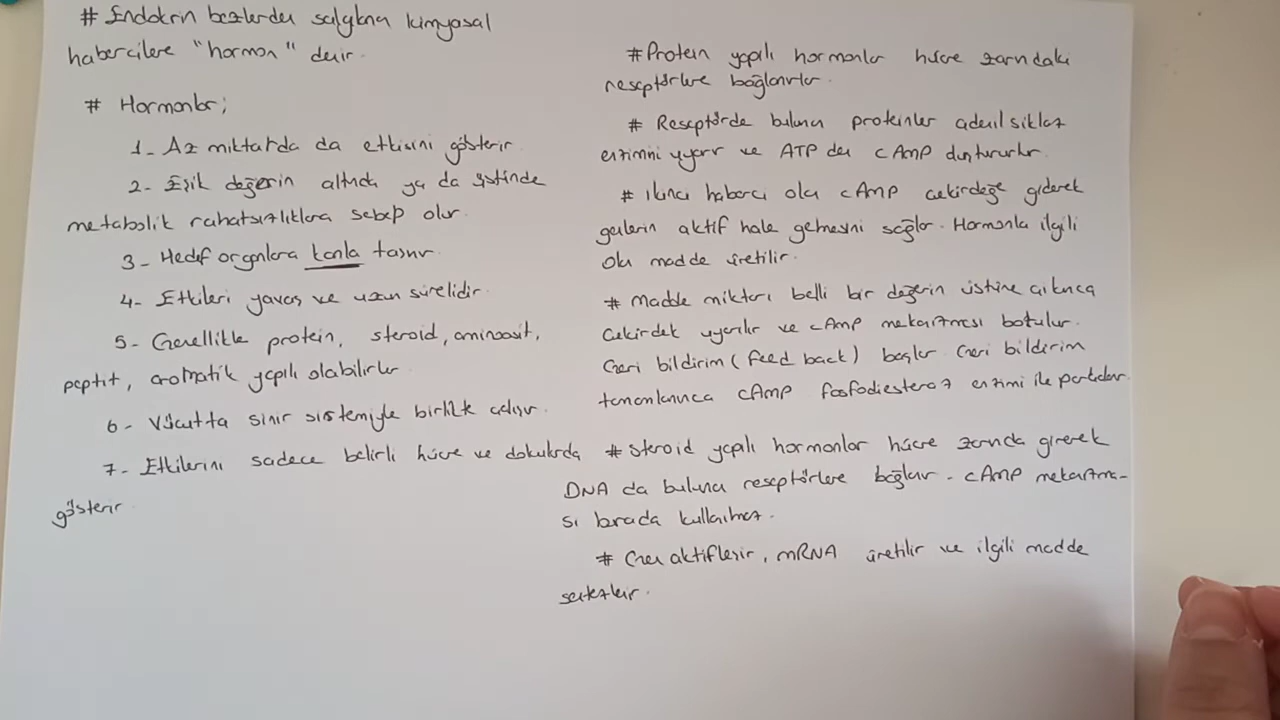 # Endokrin bezlerden salgılanan kimyasal
habercilere "hormon" denir.
# Hormonlar;
1- Az miktarda da etkisini gösterir.
2- Eşik değerin altında ya da üstünde
metabolik rahatsızlıklara sebep olur.
3- Hedef organlara kanla taşınır.
4- Etkileri yavaş ve uzun sürelidir.
5- Genellikle protein, steroid, aminoasit,
peptit, aromatik yapılı olabilirler.
6- Vücutta sinir sistemiyle birlikte çalışır.
7- Etkilerini sadece belirli hücre ve dokularda
gösterir.
# Protein yapılı hormonlar hücre zarındaki
reseptörlere bağlanırlar.
# Reseptörde bulunan proteinler adenil siklaz
enzimini uyarır ve ATP den cAMP oluştururlar.
# ikinci haberci olan cAMP çekirdeğe giderek
genlerin aktif hale gelmesini sağlar. Hormonla ilgili
olan madde üretilir.
# Madde miktarı belli bir değerin üstüne çıkınca
çekirdek uyarılır ve cAMP mekanizması
Geri bildirim (feed back) başlar. Geri bildirim
tamamlanınca cAMP fosfodiesteraz enzimi ile parçalanır.
# Steroid yapılı hormonlar hücre zarından girerek
DNA da bulunan reseptörlere bağlanır. cAMP mekanizma-
sı burada kullanılmaz.
# Gen aktifleşir, mRNA üretilir ve ilgili madde
sentezlenir.